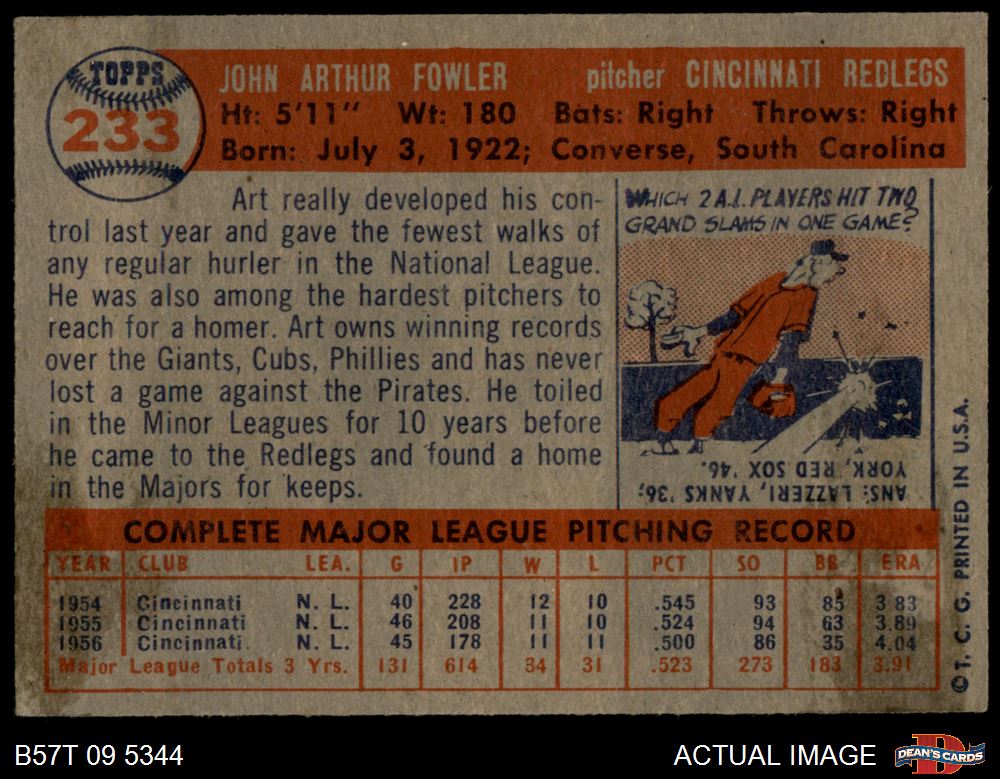 TOPPS
233
JOHN ARTHUR FOWLER pitcher CINCINNATI REDLEGS
Ht: 5'11" Wt: 180 Bats: Right Throws: Right
Born: July 3, 1922; Converse, South Carolina
Art really developed his con-
trol last year and gave the fewest walks of
any regular hurler in the National League.
He was also among the hardest pitchers to
reach for a homer. Art owns winning records
over the Giants, Cubs, Phillies and has never
lost a game against the Pirates. He toiled
in the Minor Leagues for 10 years before
he came to the Redlegs and found a home
in the Majors for keeps.
WHICH 2 A.L. PLAYERS HIT TWO
GRAND SLAMS IN ONE GAME?
ANS: LAZZERI, YANKS '36;
YORK, RED SOX '46.
COMPLETE MAJOR LEAGUE PITCHING RECORD
YEAR CLUB LEA. G IP W L PCT SO BB ERA
1954 Cincinnati N. L. 40 228 12 10 .545 93 85 3.83
1955 Cincinnati N. L. 46 208 11 10 .524 94 63 3.89
1956 Cincinnati N. L. 45 178 11 11 .500 86 35 4.04
Major League Totals 3 Yrs. 131 614 34 31 .523 273 183 3.91
© T. C. G. PRINTED IN U.S.A.
B57T 09 5344 ACTUAL IMAGE
DEAN'S CARDS